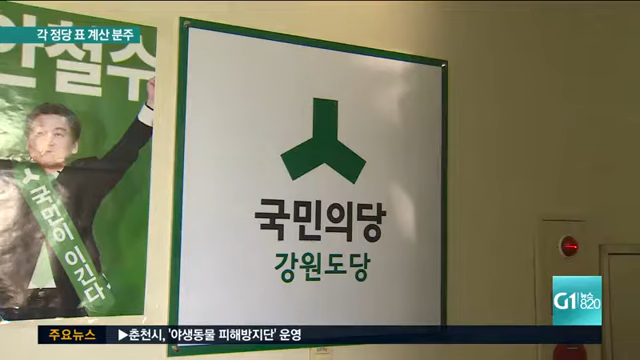 각 정당 표 계산 분주
안철수
국민이 이긴다
국민의당
강원도당
G1 뉴스 820
주요뉴스 ▶춘천시, '야생동물 피해방지단' 운영